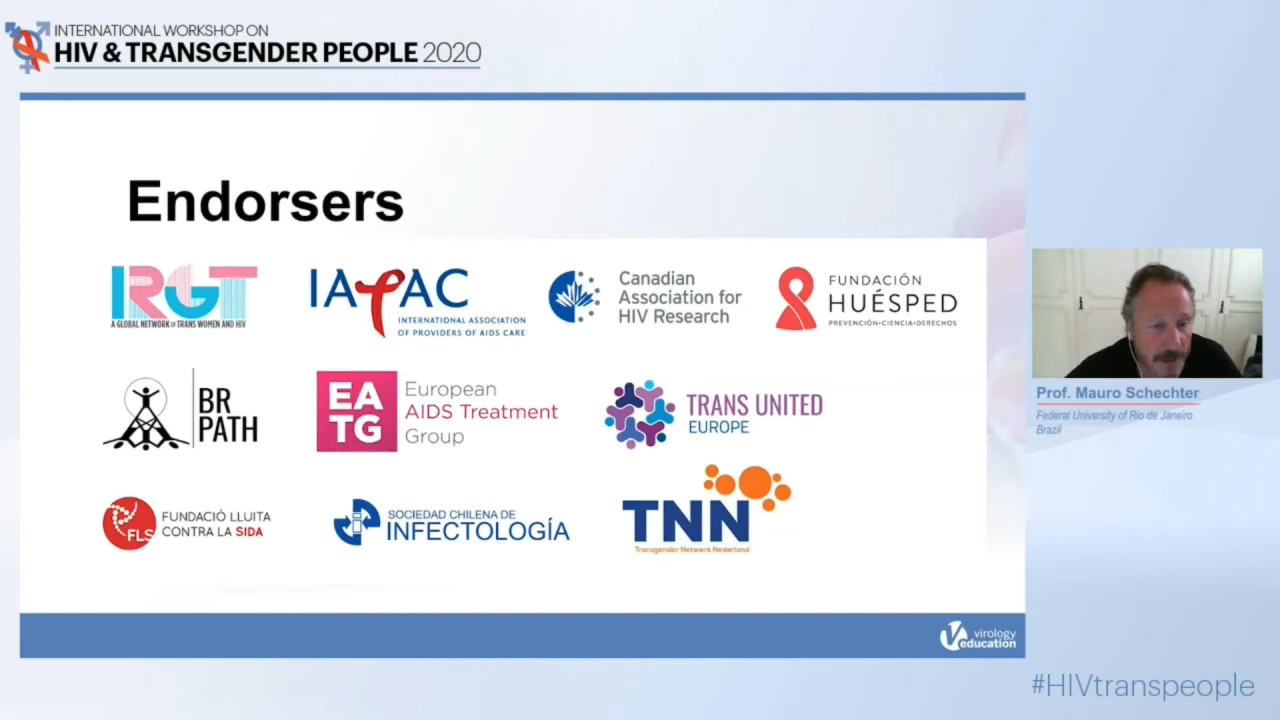 INTERNATIONAL WORKSHOP ON
HIV & TRANSGENDER PEOPLE 2020
Endorsers
IRGT
A GLOBAL NETWORK OF TRANS WOMEN AND HIV
IAPAC
INTERNATIONAL ASSOCIATION
OF PROVIDERS OF AIDS CARE
Canadian
Association for
HIV Research
FUNDACIÓN
HUÉSPED
PREVENCIÓN•CIENCIA•DERECHOS
BR
PATH
EA
TG
European
AIDS Treatment
Group
TRANS UNITED
EUROPE
FLS
FUNDACIÓ LLUITA
CONTRA LA SIDA
SOCIEDAD CHILENA DE
INFECTOLOGÍA
TNN
Transgender Netwerk Nederland
virology
education
Prof. Mauro Schechter
Federal University of Rio de Janeiro
Brazil
#HIVtranspeople